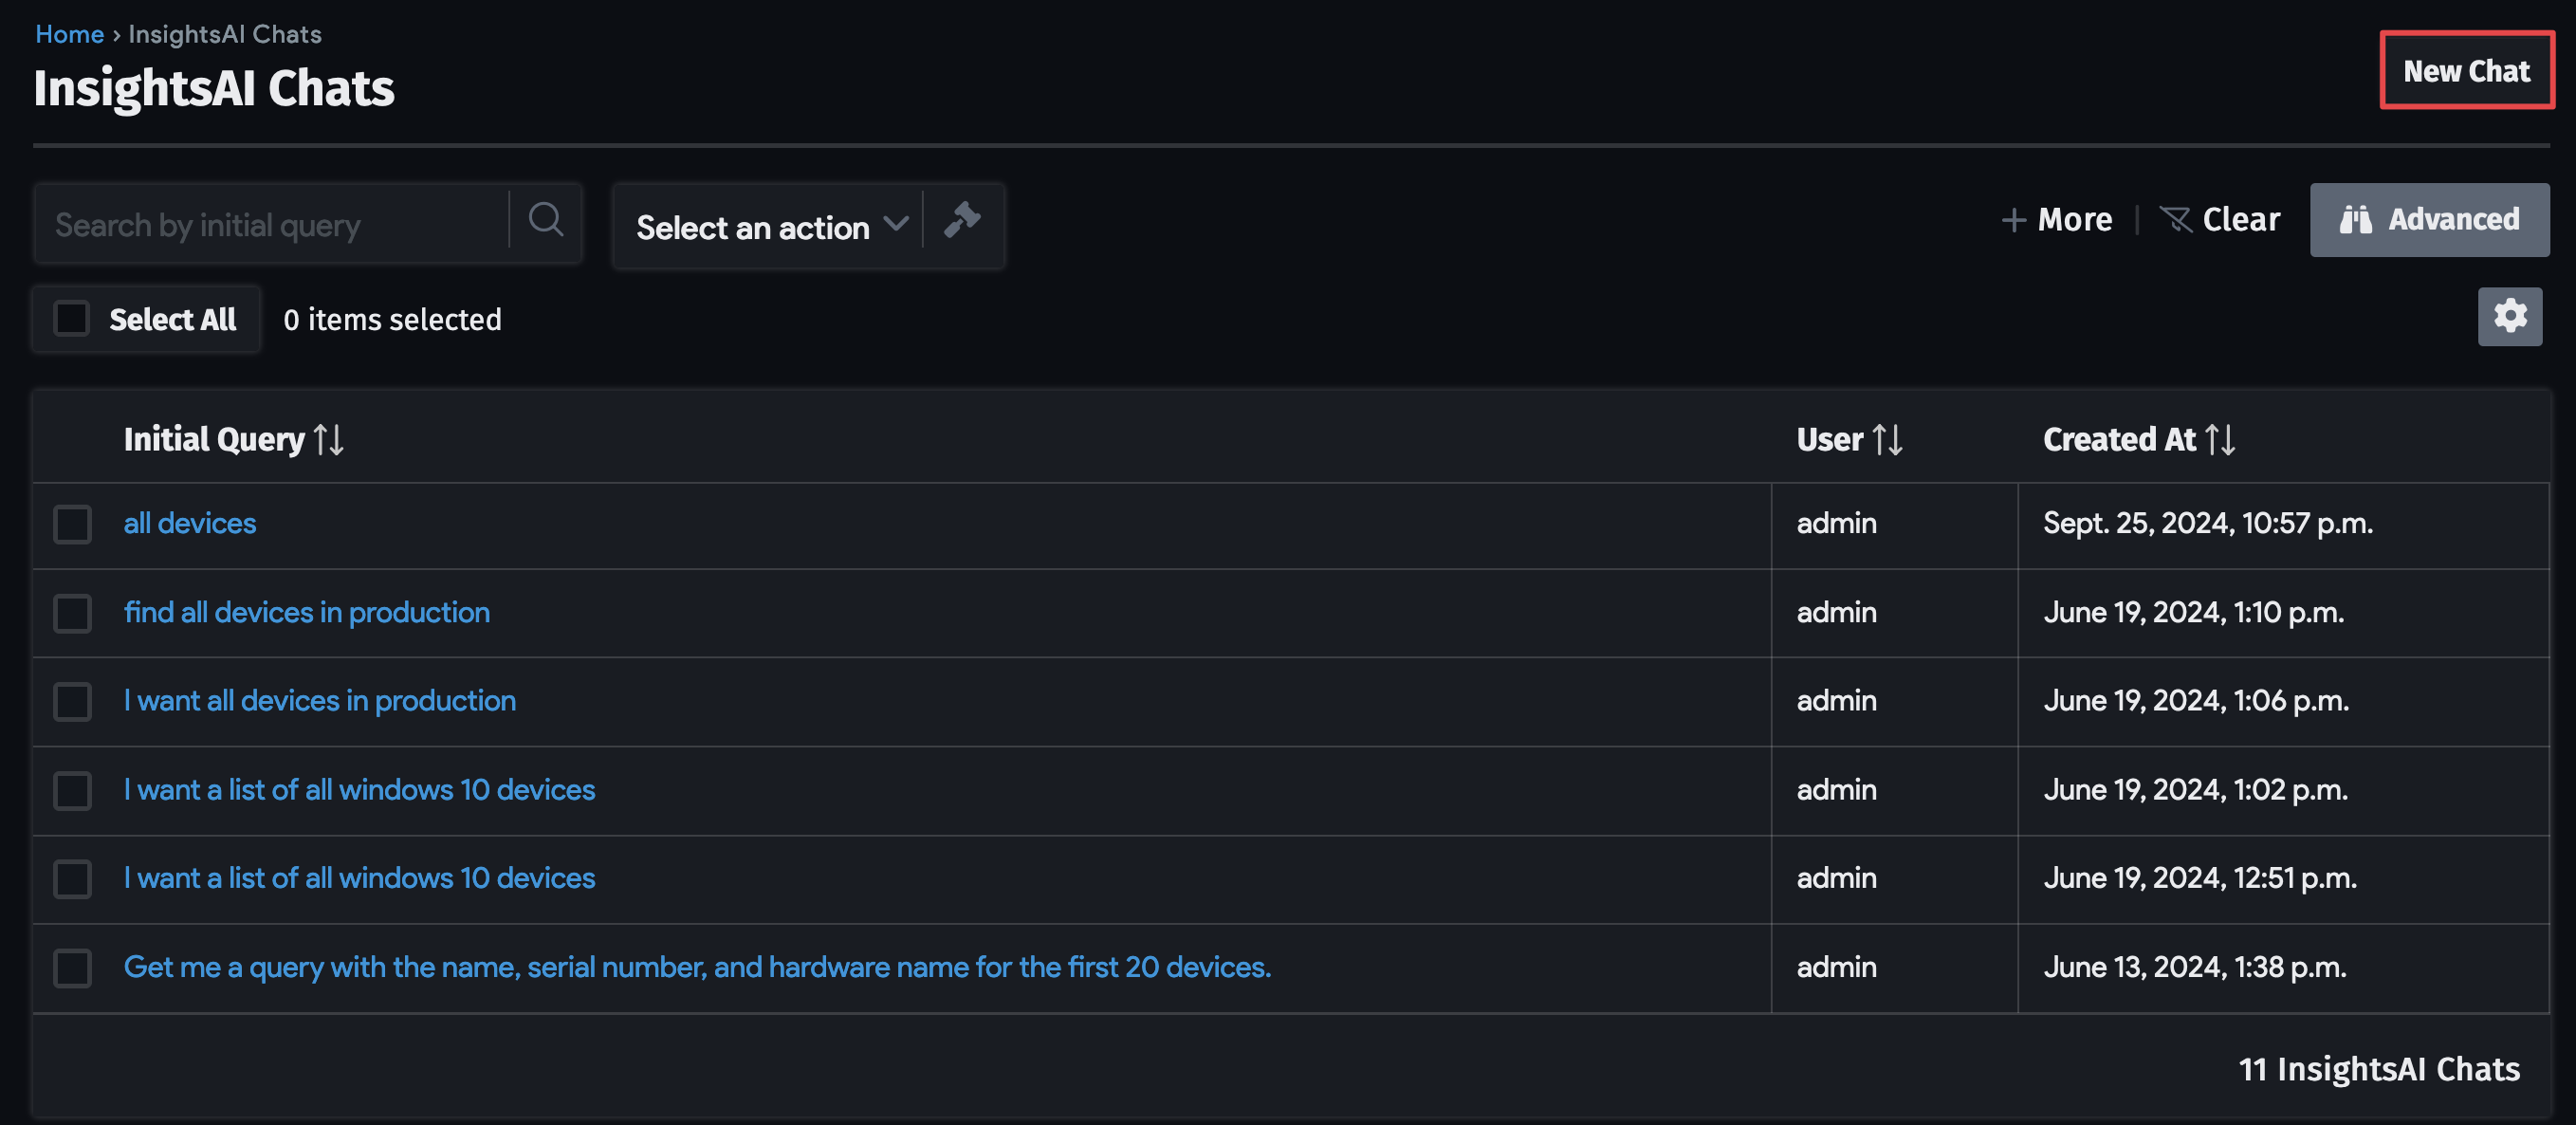 Home › InsightsAI Chats
InsightsAI Chats
New Chat
Search by initial query
Select an action
More
Clear
Advanced
Select All
0 items selected
Initial Query
User
Created At
all devices
admin
Sept. 25, 2024, 10:57 p.m.
find all devices in production
admin
June 19, 2024, 1:10 p.m.
I want all devices in production
admin
June 19, 2024, 1:06 p.m.
I want a list of all windows 10 devices
admin
June 19, 2024, 1:02 p.m.
I want a list of all windows 10 devices
admin
June 19, 2024, 12:51 p.m.
Get me a query with the name, serial number, and hardware name for the first 20 devices.
admin
June 13, 2024, 1:38 p.m.
11 InsightsAI Chats